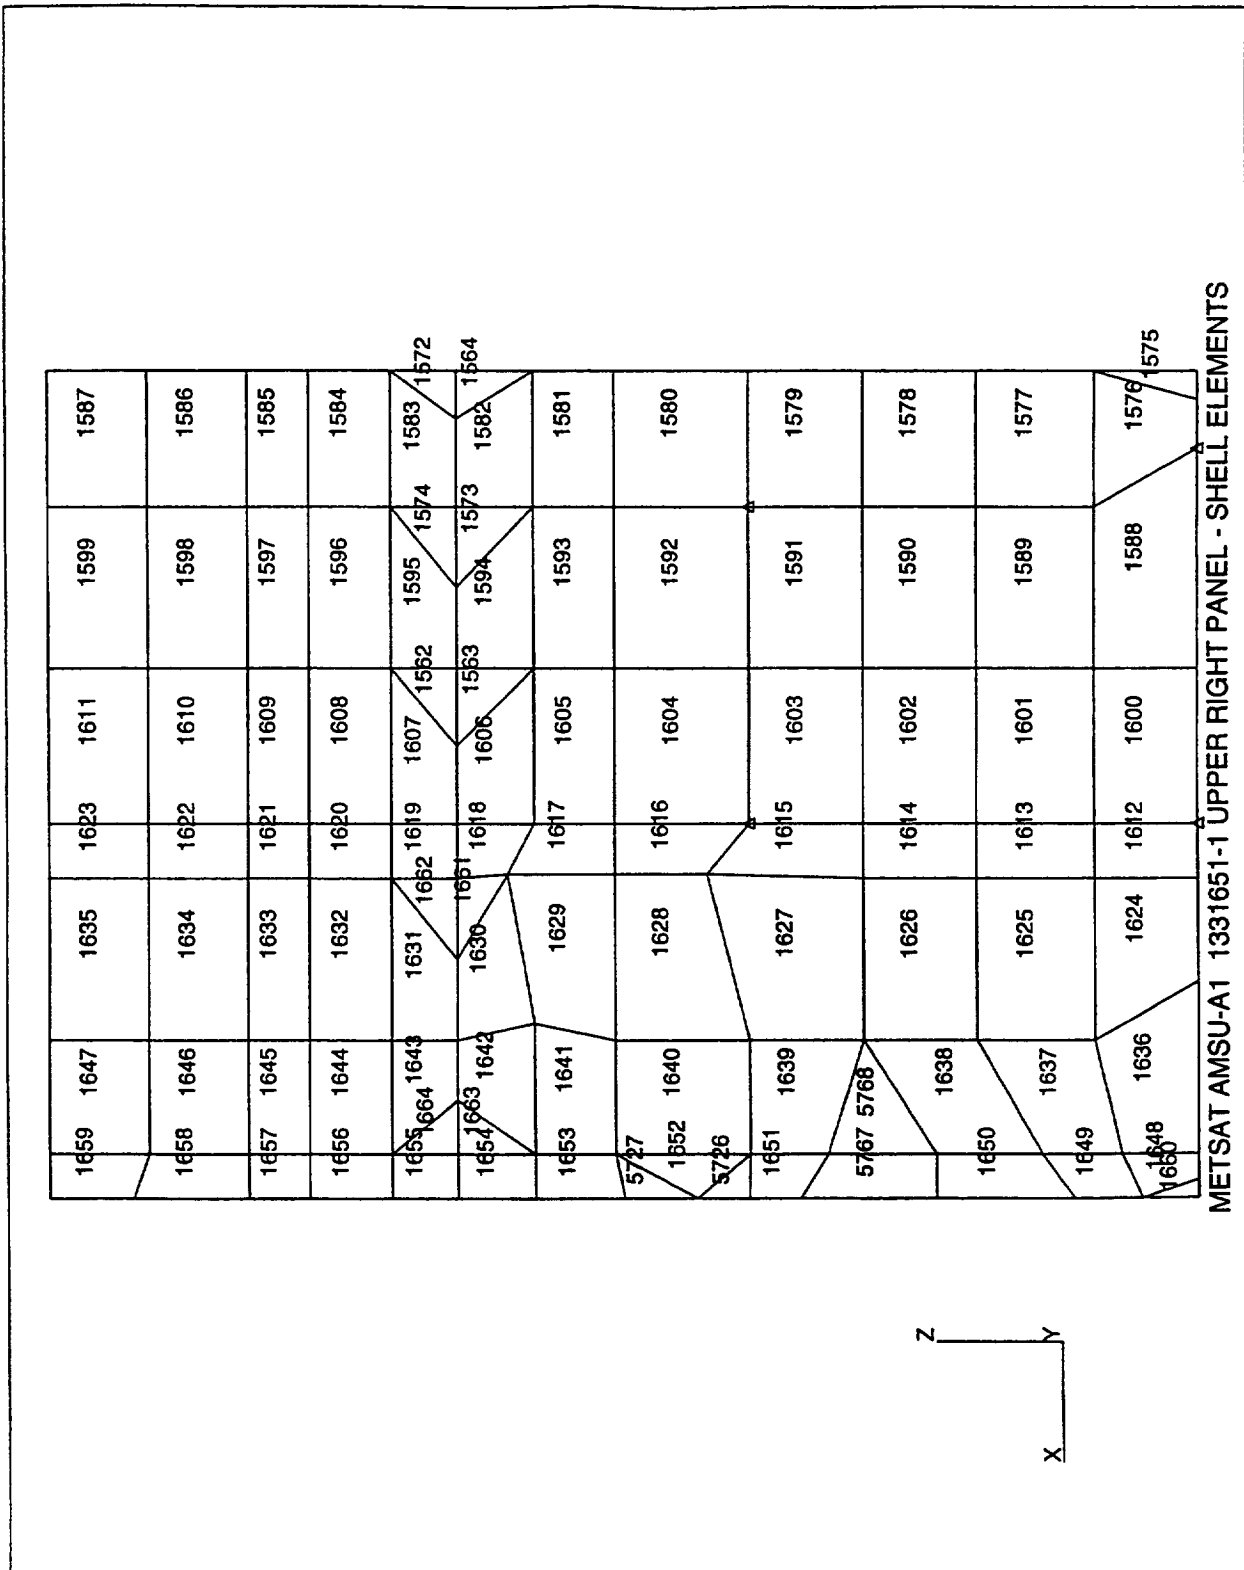 1587 1586 1585 1584 1583 1572 1582 1564 1581 1580 1579 1578 1577 1576 1575
1574 1573
1599 1598 1597 1596 1595 1594 1593 1592 1591 1590 1589 1588
1562 1563
1611 1610 1609 1608 1607 1606 1605 1604 1603 1602 1601 1600
1623 1622 1621 1620 1619 1618 1617 1616 1615 1614 1613 1612
1662 1661
1635 1634 1633 1632 1631 1630 1629 1628 1627 1626 1625 1624
1647 1646 1645 1644 1643 1642 1641 1640 1639 5768 1638 1637 1636
1664 1663
1659 1658 1657 1656 1655 1654 1653 5727 1652 5726 1651 5767 1650 1649 1648 1660
Z
Y
X
METSAT AMSU-A1 1331651-1 UPPER RIGHT PANEL - SHELL ELEMENTS